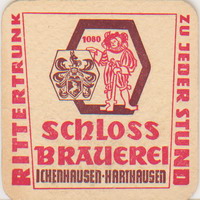 RITTERTRUNK
ZU JEDER STUND
1080
SCHLOSS
BRAUEREI
ICHENHAUSEN-HARTHAUSEN